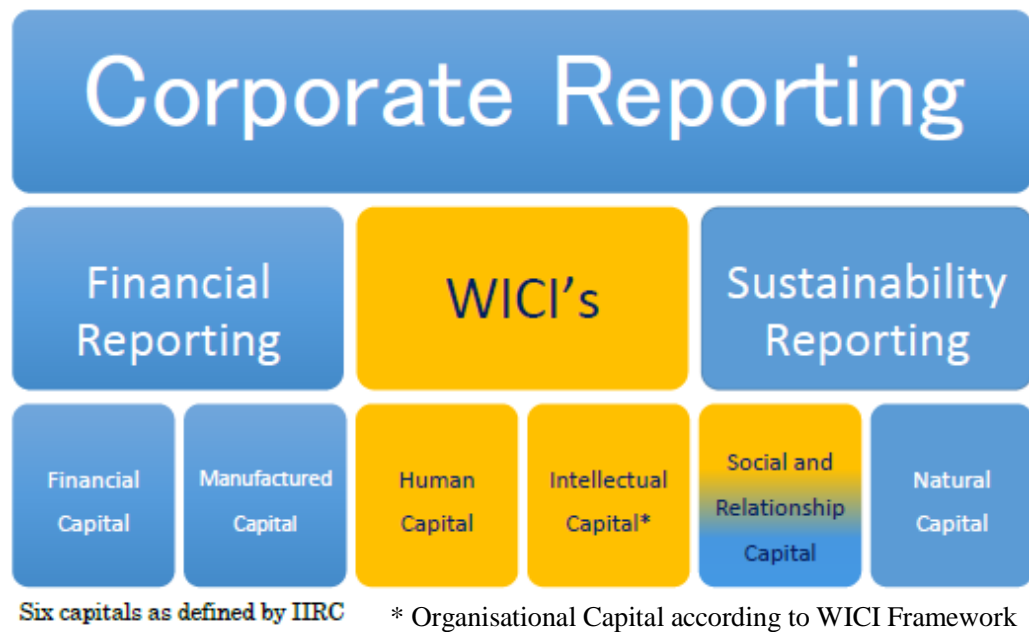 Corporate Reporting
Financial
Reporting
WICI's
Sustainability
Reporting
Financial
Capital
Manufactured
Capital
Human
Capital
Intellectual
Capital*
Social and
Relationship
Capital
Natural
Capital
Six capitals as defined by IIRC
* Organisational Capital according to WICI Framework